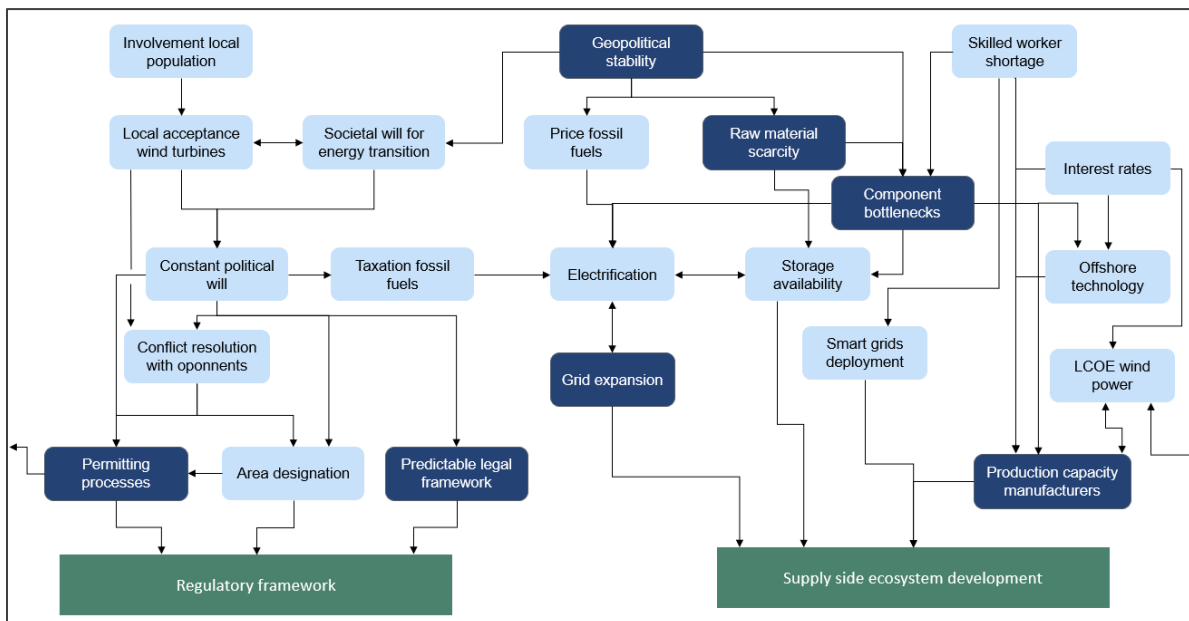 Involvement local
population
Geopolitical
stability
Skilled worker
shortage
Local acceptance
wind turbines
Societal will for
energy transition
Price fossil
fuels
Raw material
scarcity
Interest rates
Component
bottlenecks
Constant political
will
Taxation fossil
fuels
Electrification
Storage
availability
Offshore
technology
Conflict resolution
with oponnents
Smart grids
deployment
LCOE wind
power
Grid expansion
Permitting
processes
Area designation
Predictable legal
framework
Production capacity
manufacturers
Regulatory framework
Supply side ecosystem development